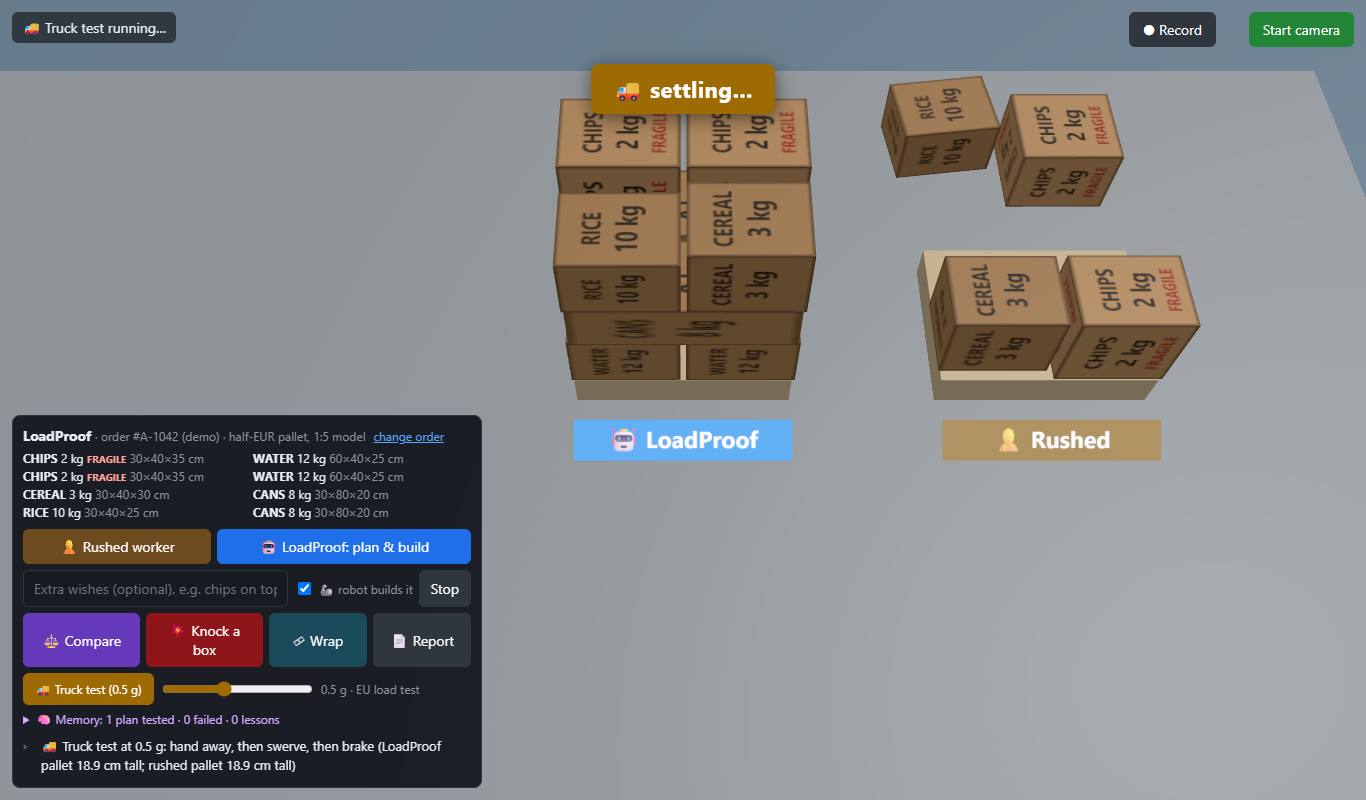 🚚 Truck test running...
Record
Start camera
🚚 settling...
CHIPS
2 kg
FRAGILE
CHIPS
2 kg
FRAGILE
RICE
10 kg
RICE
10 kg
CEREAL
3 kg
CEREAL
3 kg
CANS
8 kg
WATER
12 kg
WATER
12 kg
RICE
10 kg
RICE
10 kg
CHIPS
2 kg
FRAGILE
CHIPS
2 kg
FRAGILE
CEREAL
3 kg
CEREAL
3 kg
CHIPS
2 kg
FRAGILE
CHIPS
2 kg
FRAGILE
LoadProof
Rushed
LoadProof · order #A-1042 (demo) · half-EUR pallet, 1:5 model change order
CHIPS 2 kg FRAGILE 30×40×35 cm
WATER 12 kg 60×40×25 cm
CHIPS 2 kg FRAGILE 30×40×35 cm
WATER 12 kg 60×40×25 cm
CEREAL 3 kg 30×40×30 cm
CANS 8 kg 30×80×20 cm
RICE 10 kg 30×40×25 cm
CANS 8 kg 30×80×20 cm
Rushed worker
LoadProof: plan & build
Extra wishes (optional), e.g. chips on top
robot builds it
Stop
Compare
Knock a
box
Wrap
Report
Truck test (0.5 g)
0.5 g · EU load test
Memory: 1 plan tested · 0 failed · 0 lessons
› 🚚 Truck test at 0.5 g: hand away, then swerve, then brake (LoadProof
pallet 18.9 cm tall; rushed pallet 18.9 cm tall)